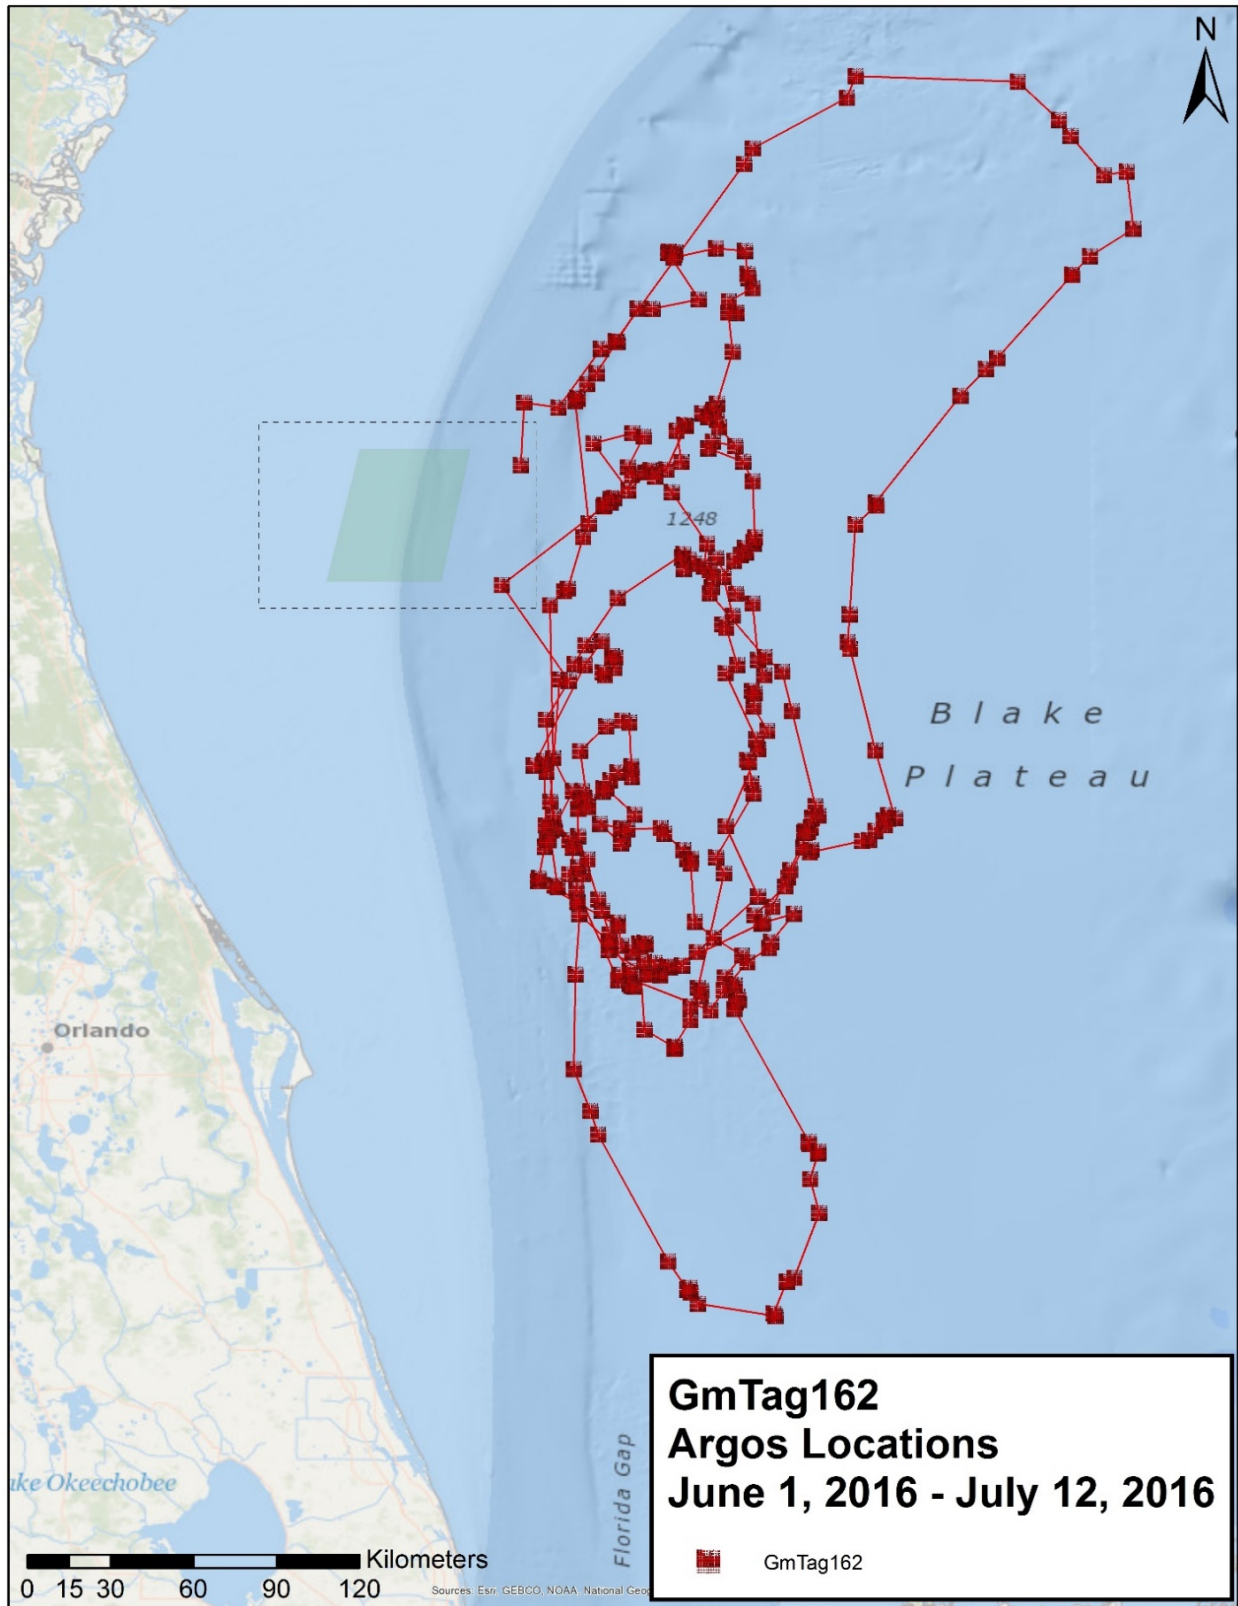 N
1248
Blake
Plateau
Orlando
ke Okeechobee
Florida Gap
GmTag162
Argos Locations
June 1, 2016 - July 12, 2016
GmTag162
Kilometers
0 15 30 60 90 120
Sources: Esri, GEBCO, NOAA, National Geog